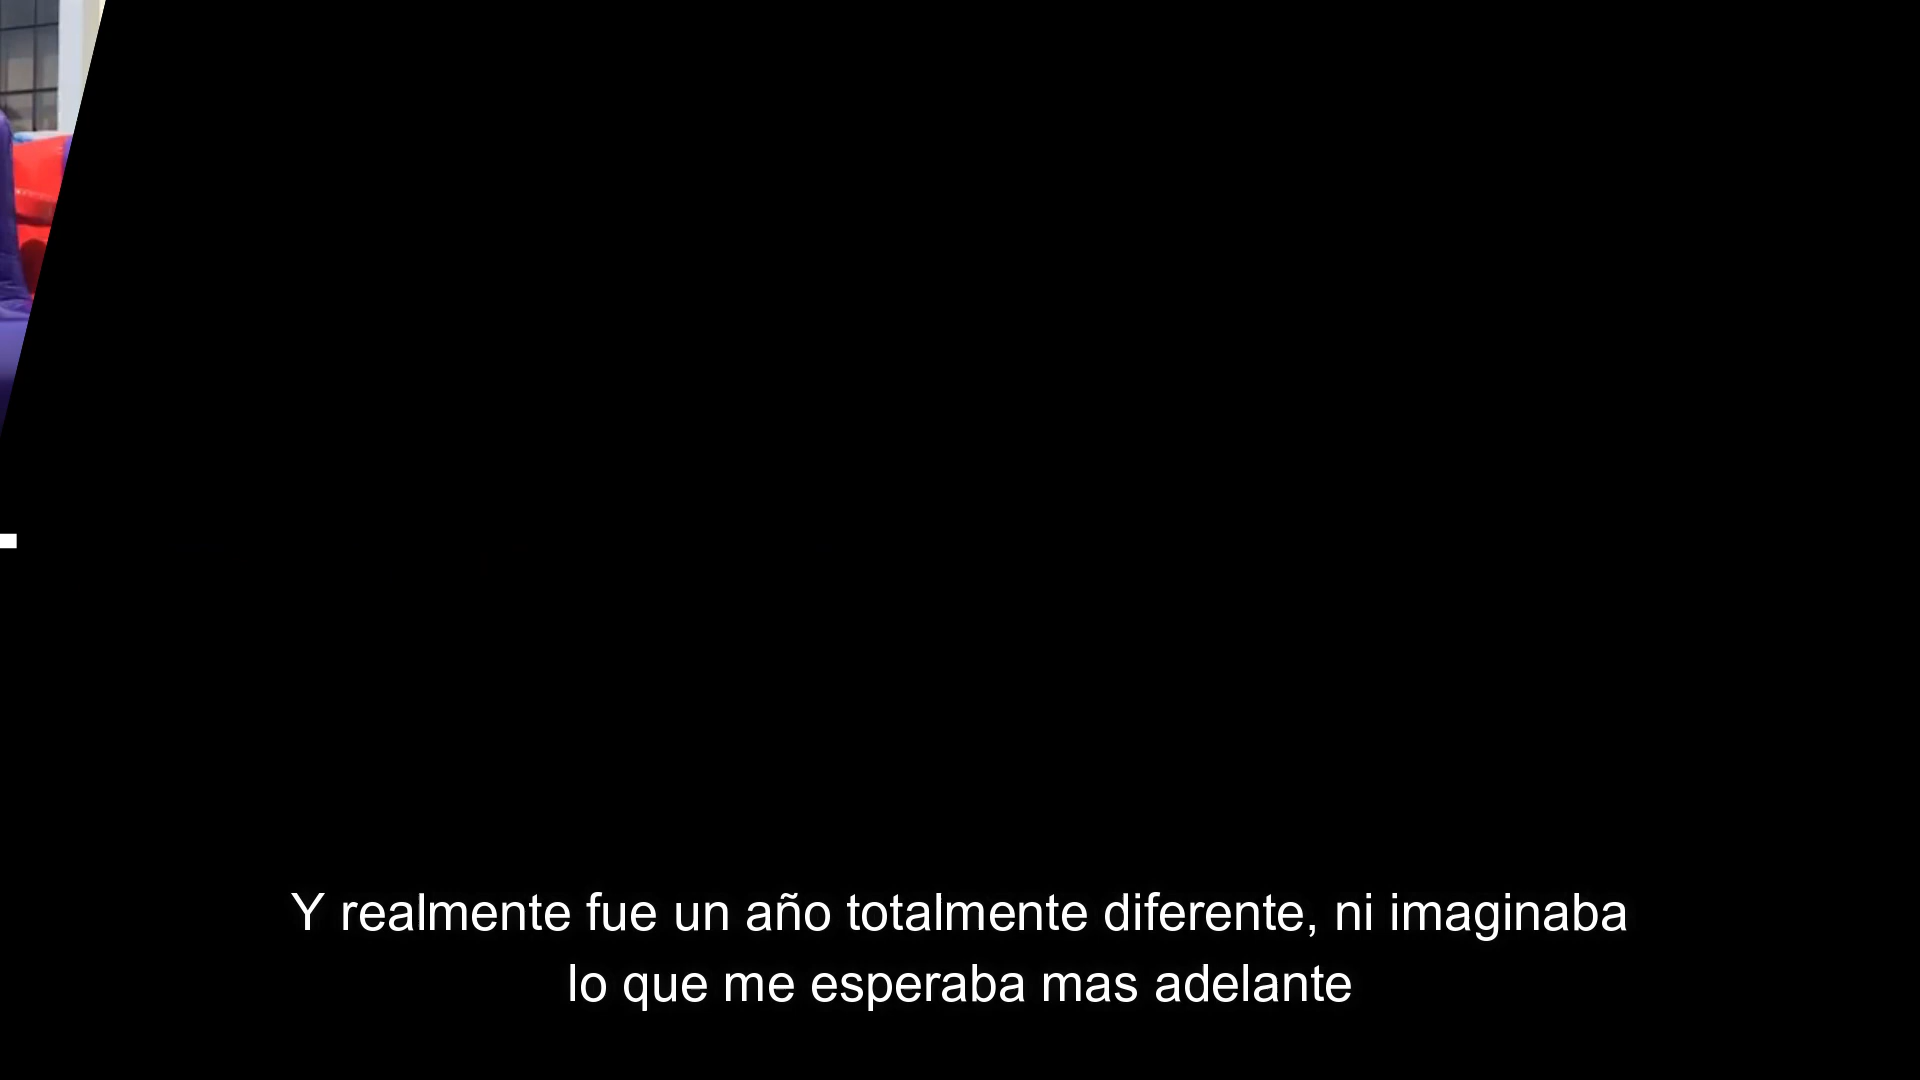 Y realmente fue un año totalmente diferente, ni imaginaba
lo que me esperaba mas adelante